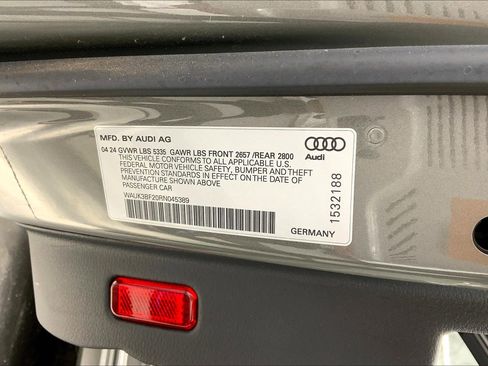 MFD. BY AUDI AG
04 24 GVWR LBS 5335 GAWR LBS FRONT 2657 /REAR 2800
THIS VEHICLE CONFORMS TO ALL APPLICABLE U.S.
FEDERAL MOTOR VEHICLE SAFETY, BUMPER AND THEFT
PREVENTION STANDARDS IN EFFECT ON THE DATE OF
MANUFACTURE SHOWN ABOVE
PASSENGER CAR
WAUK3BF20RN045389
Audi
1532188
GERMANY